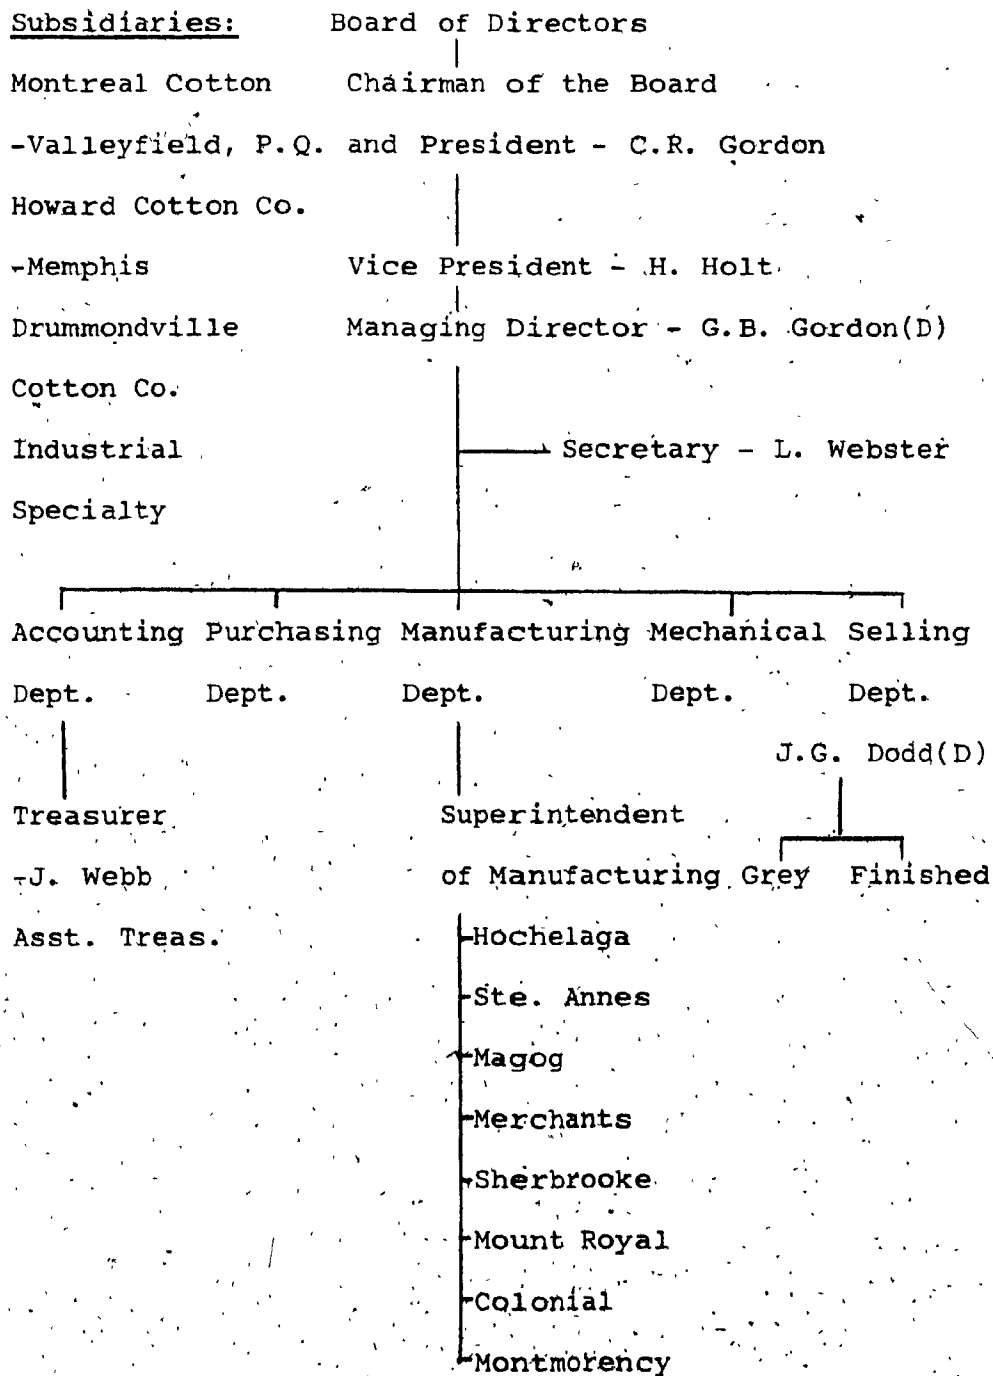 Subsidiaries: Board of Directors
Montreal Cotton Chairman of the Board
-Valleyfield, P.Q. and President - C.R. Gordon
Howard Cotton Co.
-Memphis Vice President - H. Holt
Drummondville Managing Director - G.B. Gordon(D)
Cotton Co.
Industrial Secretary - L. Webster
Specialty
Accounting Purchasing Manufacturing Mechanical Selling
Dept. Dept. Dept. Dept. Dept.
J.G. Dodd(D)
Treasurer Superintendent
-J. Webb of Manufacturing Grey Finished
Asst. Treas. Hochelaga
Ste. Annes
Magog
Merchants
Sherbrooke
Mount Royal
Colonial
Montmorency